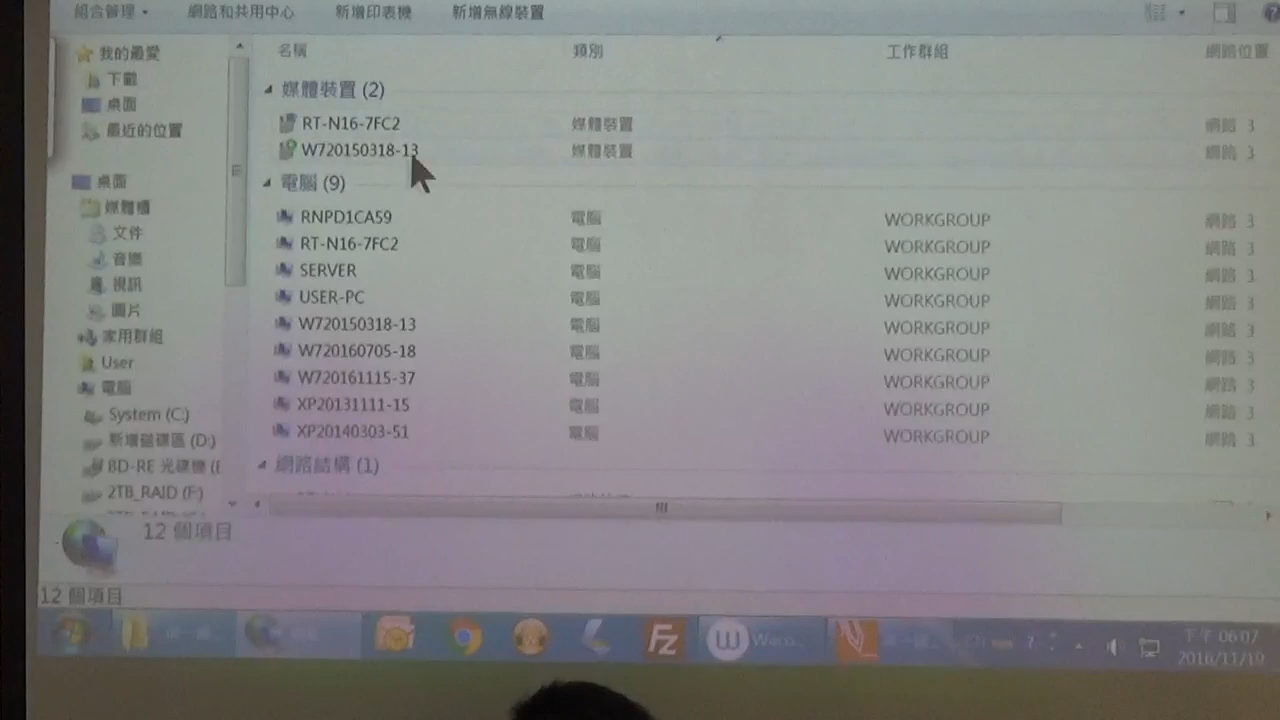 組合管理 網路和共用中心 新增印表機 新增無線裝置
我的最愛
下載
桌面
最近的位置
桌面
媒體櫃
文件
音樂
視訊
圖片
家用群組
User
電腦
System (C:)
新增磁碟區 (D:)
BD-RE 光碟機 (E
2TB_RAID (F:)
名稱 類別 工作群組 網路位置
媒體裝置 (2)
RT-N16-7FC2 媒體裝置 網路 3
W720150318-13 媒體裝置 網路 3
電腦 (9)
RNPD1CA59 電腦 WORKGROUP 網路 3
RT-N16-7FC2 電腦 WORKGROUP 網路 3
SERVER 電腦 WORKGROUP 網路 3
USER-PC 電腦 WORKGROUP 網路 3
W720150318-13 電腦 WORKGROUP 網路 3
W720160705-18 電腦 WORKGROUP 網路 3
W720161115-37 電腦 WORKGROUP 網路 3
XP20131111-15 電腦 WORKGROUP 網路 3
XP20140303-51 電腦 WORKGROUP 網路 3
網路結構 (1)
12 個項目
12 個項目
Fz Waco...
下午 06:07
2016/11/19